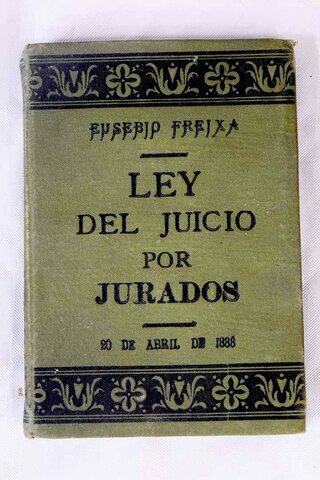 EUSEBIO FREIXA
LEY
DEL JUICIO
POR
JURADOS
20 DE ABRIL DE 1888